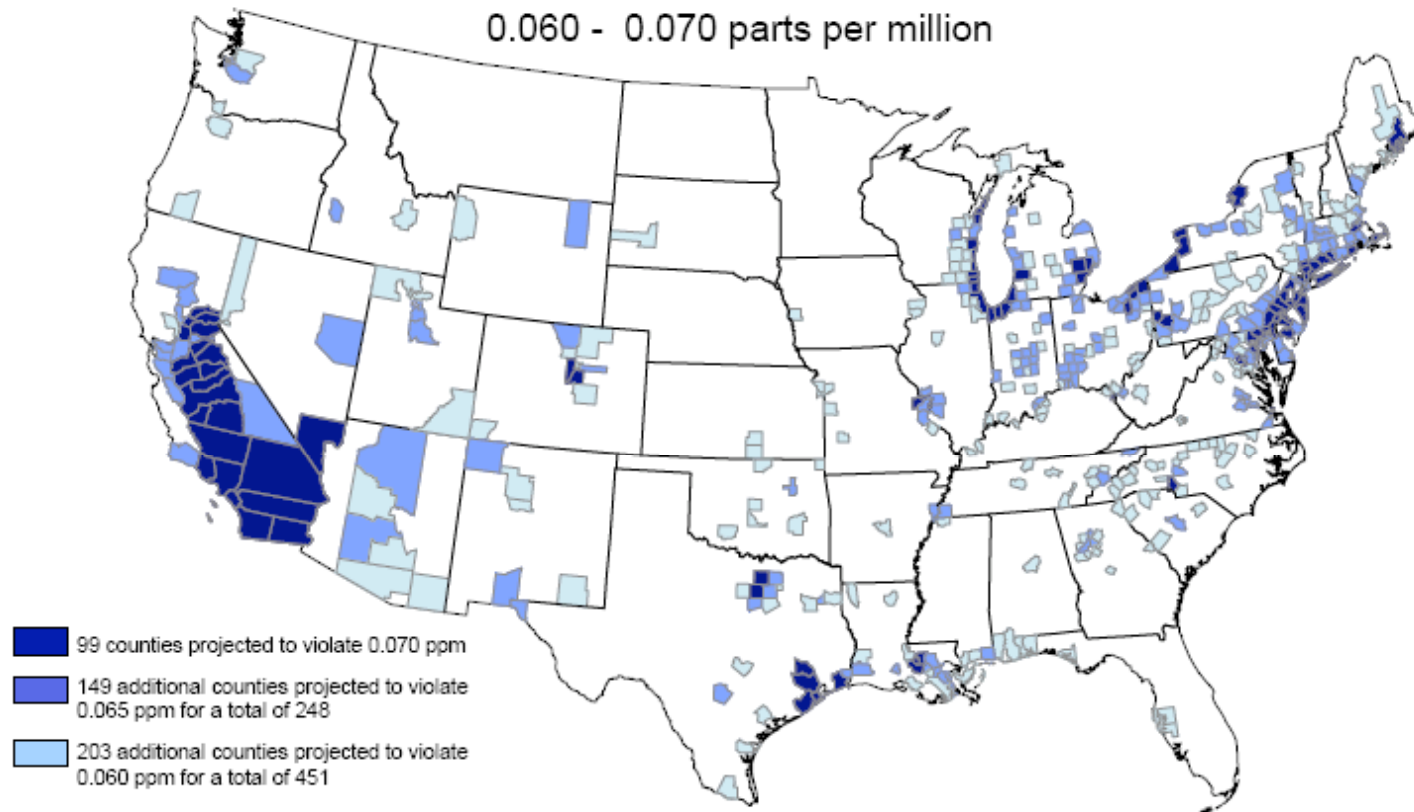 0.060 - 0.070 parts per million
99 counties projected to violate 0.070 ppm
149 additional counties projected to violate
0.065 ppm for a total of 248
203 additional counties projected to violate
0.060 ppm for a total of 451